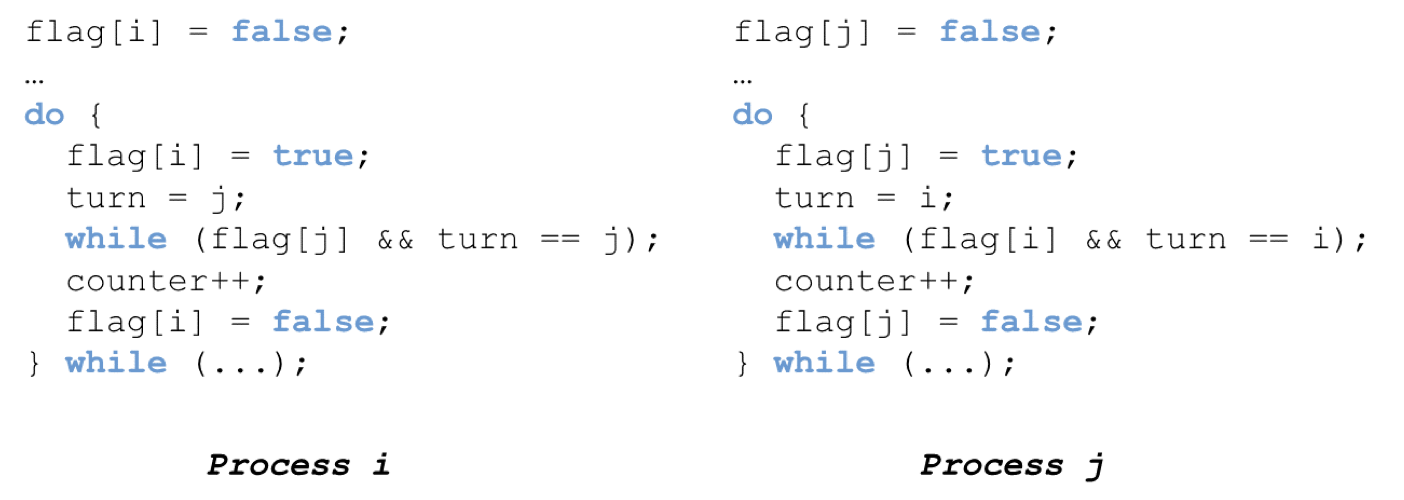 flag[i] = false;
…
do {
flag[i] = true;
turn = j;
while (flag[j] && turn == j);
counter++;
flag[i] = false;
} while (...);
Process i
flag[j] = false;
…
do {
flag[j] = true;
turn = i;
while (flag[i] && turn == i);
counter++;
flag[j] = false;
} while (...);
Process j